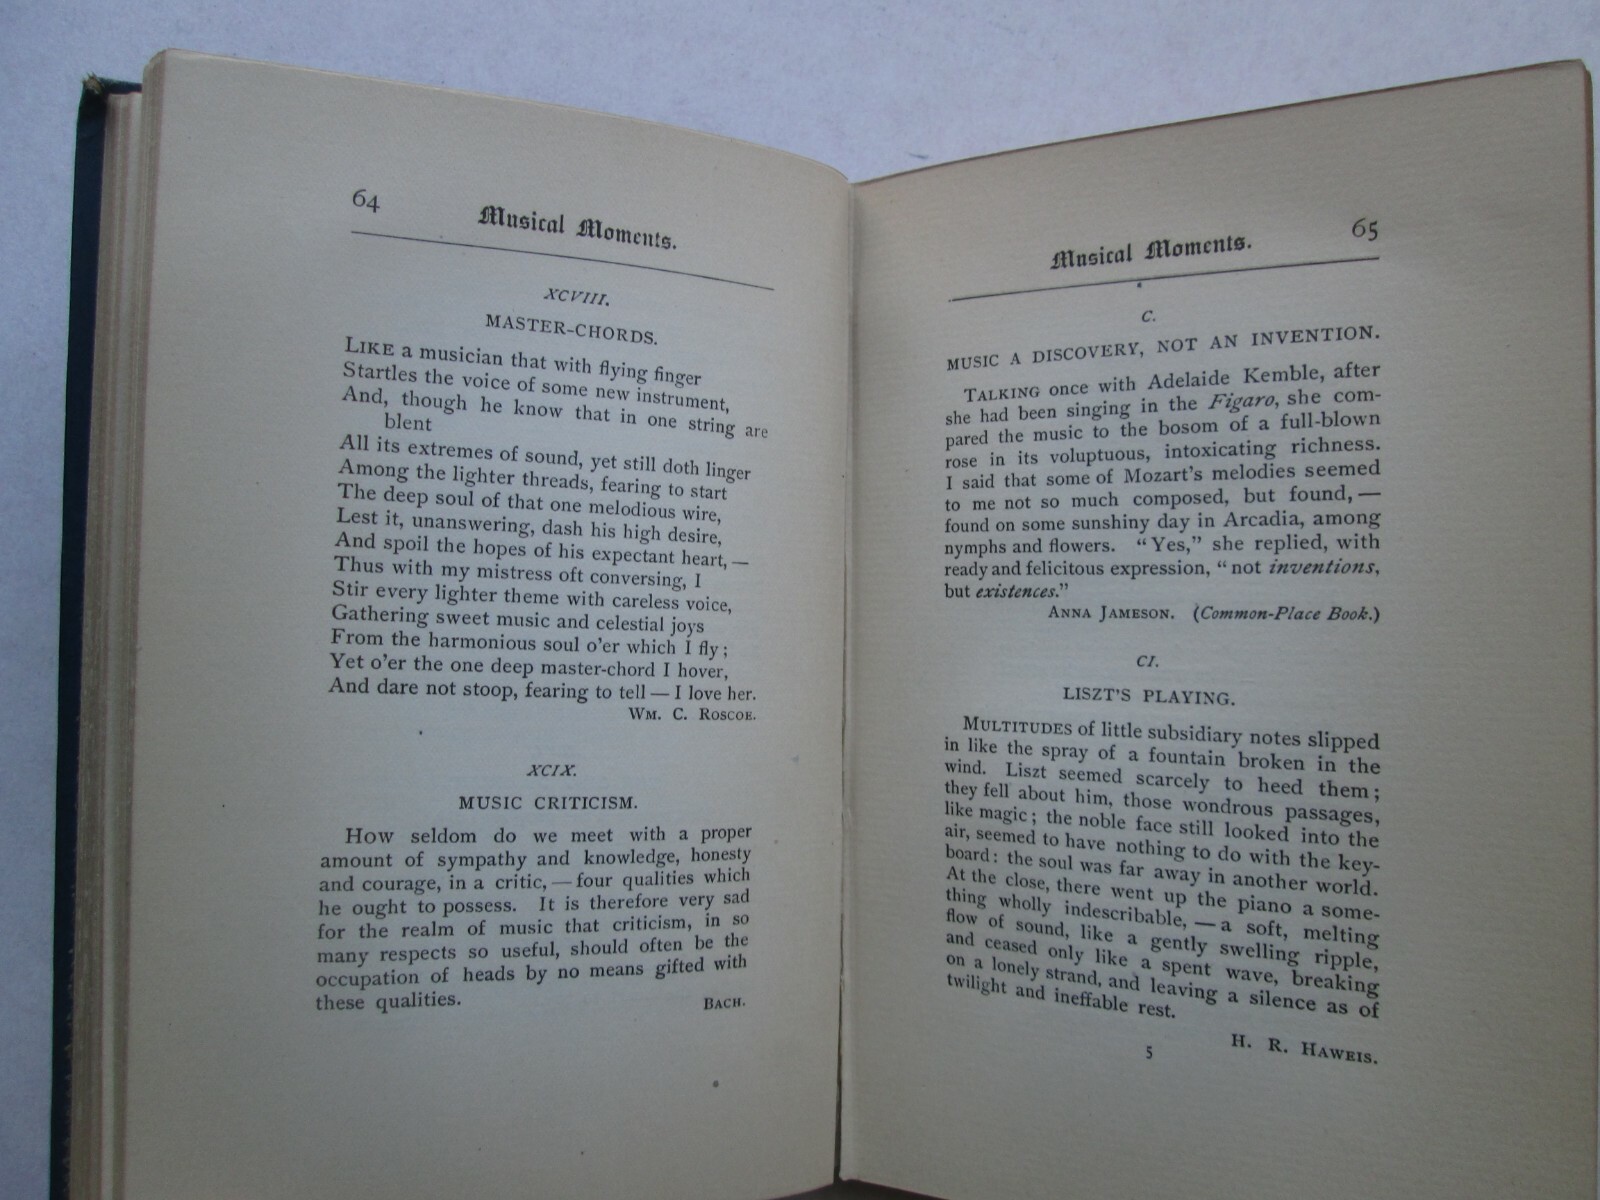 64
Musical Moments.
XCVIII.
MASTER-CHORDS.
LIKE a musician that with flying finger
Startles the voice of some new instrument,
And, though he know that in one string are
blent
All its extremes of sound, yet still doth linger
Among the lighter threads, fearing to start
The deep soul of that one melodious wire,
Lest it, unanswering, dash his high desire,
And spoil the hopes of his expectant heart, —
Thus with my mistress oft conversing, I
Stir every lighter theme with careless voice,
Gathering sweet music and celestial joys
From the harmonious soul o'er which I fly;
Yet o'er the one deep master-chord I hover,
And dare not stoop, fearing to tell — I love her.
WM. C. ROSCOE.
XCIX.
MUSIC CRITICISM.
HOW seldom do we meet with a proper
amount of sympathy and knowledge, honesty
and courage, in a critic, — four qualities which
he ought to possess. It is therefore very sad
for the realm of music that criticism, in so
many respects so useful, should often be the
occupation of heads by no means gifted with
these qualities. BACH.
Musical Moments. 65
C.
MUSIC A DISCOVERY, NOT AN INVENTION.
TALKING once with Adelaide Kemble, after
she had been singing in the Figaro, she com-
pared the music to the bosom of a full-blown
rose in its voluptuous, intoxicating richness.
I said that some of Mozart's melodies seemed
to me not so much composed, but found, —
found on some sunshiny day in Arcadia, among
nymphs and flowers. "Yes," she replied, with
ready and felicitous expression, "not inventions,
but existences."
ANNA JAMESON. (Common-Place Book.)
CI.
LISZT'S PLAYING.
MULTITUDES of little subsidiary notes slipped
in like the spray of a fountain broken in the
wind. Liszt seemed scarcely to heed them;
they fell about him, those wondrous passages,
like magic; the noble face still looked into the
air, seemed to have nothing to do with the key-
board: the soul was far away in another world.
At the close, there went up the piano a some-
thing wholly indescribable, — a soft, melting
flow of sound, like a gently swelling ripple,
and ceased only like a spent wave, breaking
on a lonely strand, and leaving a silence as of
twilight and ineffable rest.
H. R. HAWEIS.
5